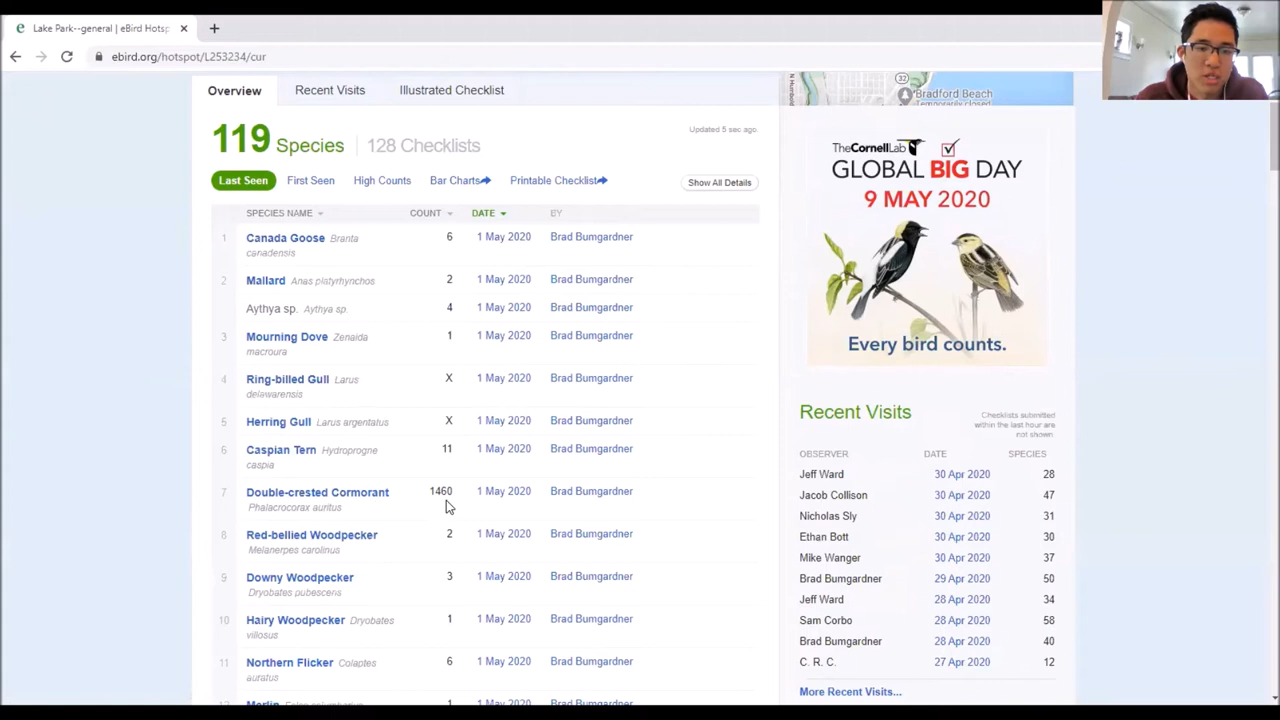 Lake Park--general | eBird Hotsp
ebird.org/hotspot/L253234/cur
Overview
Recent Visits
Illustrated Checklist
119 Species
128 Checklists
Updated 5 sec ago.
Last Seen
First Seen
High Counts
Bar Charts
Printable Checklist
Show All Details
SPECIES NAME COUNT DATE BY
1 Canada Goose Branta 6 1 May 2020 Brad Bumgardner
canadensis
2 Mallard Anas platyrhynchos 2 1 May 2020 Brad Bumgardner
Aythya sp. Aythya sp. 4 1 May 2020 Brad Bumgardner
3 Mourning Dove Zenaida 1 1 May 2020 Brad Bumgardner
macroura
4 Ring-billed Gull Larus X 1 May 2020 Brad Bumgardner
delawarensis
5 Herring Gull Larus argentatus X 1 May 2020 Brad Bumgardner
6 Caspian Tern Hydroprogne 11 1 May 2020 Brad Bumgardner
caspia
7 Double-crested Cormorant 1460 1 May 2020 Brad Bumgardner
Phalacrocorax auritus
8 Red-bellied Woodpecker 2 1 May 2020 Brad Bumgardner
Melanerpes carolinus
9 Downy Woodpecker 3 1 May 2020 Brad Bumgardner
Dryobates pubescens
10 Hairy Woodpecker Dryobates 1 1 May 2020 Brad Bumgardner
villosus
11 Northern Flicker Colaptes 6 1 May 2020 Brad Bumgardner
auratus
Merlin Falco columbarius 1 1 May 2020 Brad Bumgardner
N Humbol
32
Bradford Beach
Temporarily closed
TheCornellLab
GLOBAL BIG DAY
9 MAY 2020
Every bird counts.
Recent Visits
Checklists submitted
within the last hour are
not shown.
OBSERVER DATE SPECIES
Jeff Ward 30 Apr 2020 28
Jacob Collison 30 Apr 2020 47
Nicholas Sly 30 Apr 2020 31
Ethan Bott 30 Apr 2020 30
Mike Wanger 30 Apr 2020 37
Brad Bumgardner 29 Apr 2020 50
Jeff Ward 28 Apr 2020 34
Sam Corbo 28 Apr 2020 58
Brad Bumgardner 28 Apr 2020 40
C. R. C. 27 Apr 2020 12
More Recent Visits...